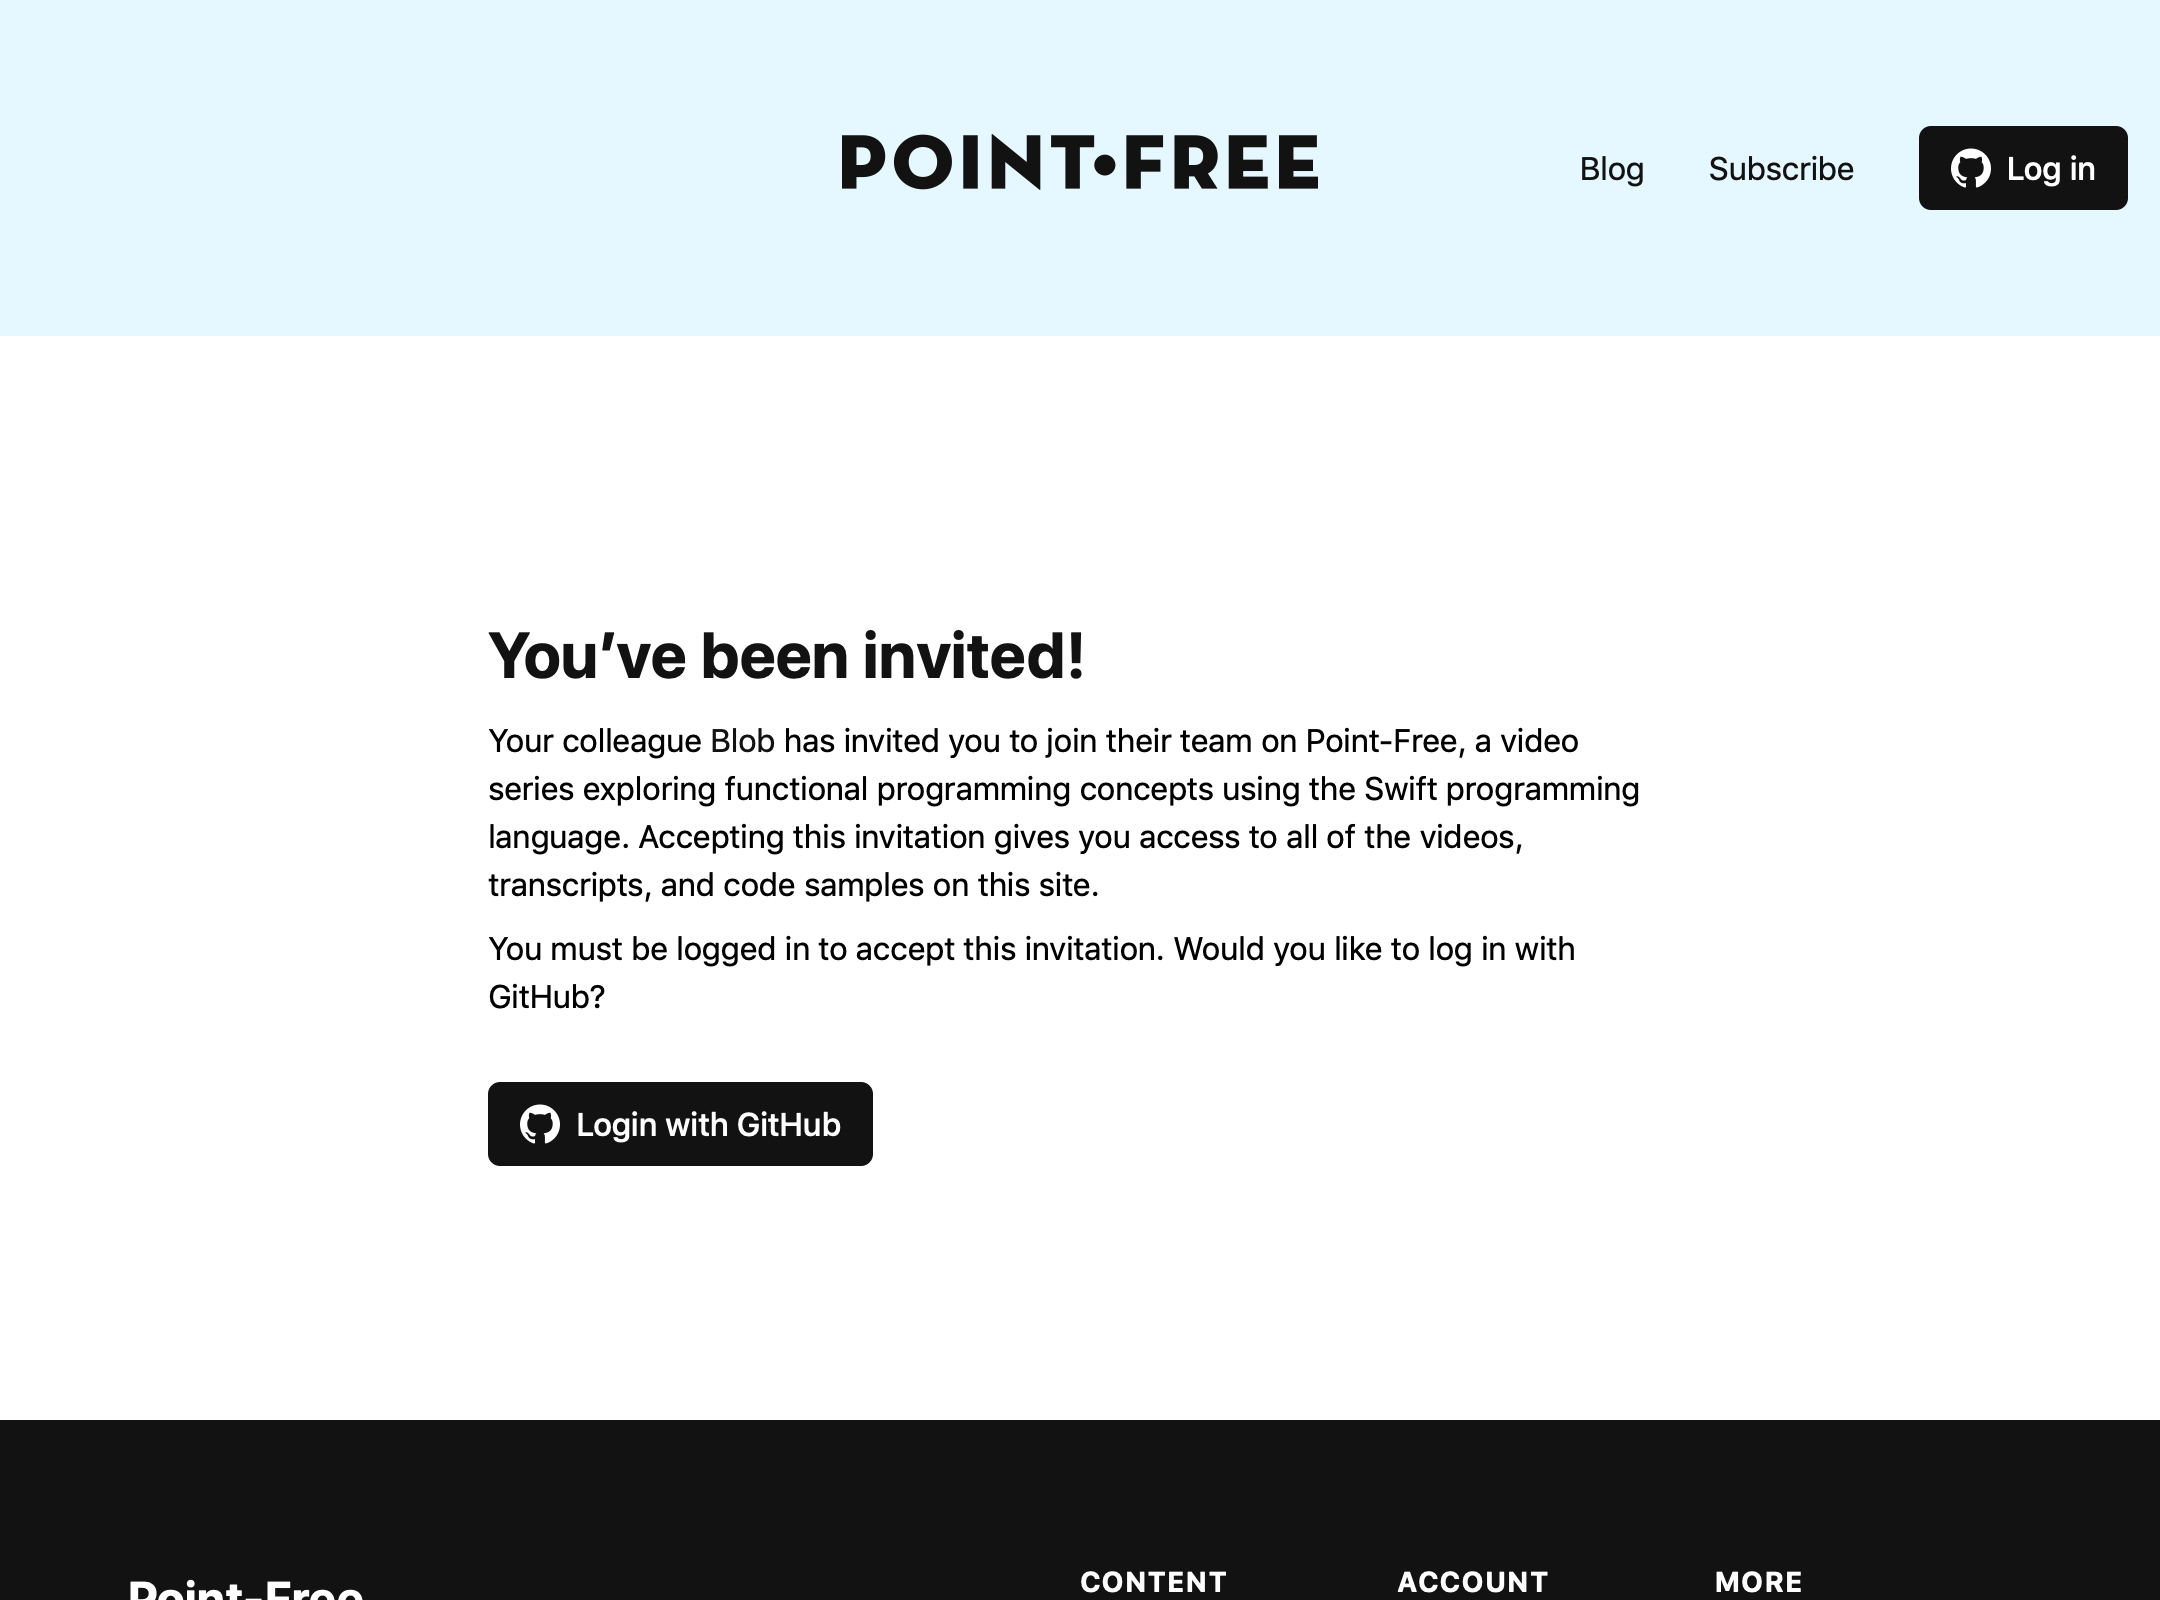 POINT•FREE
Blog
Subscribe
Log in
You’ve been invited!
Your colleague Blob has invited you to join their team on Point-Free, a video
series exploring functional programming concepts using the Swift programming
language. Accepting this invitation gives you access to all of the videos,
transcripts, and code samples on this site.
You must be logged in to accept this invitation. Would you like to log in with
GitHub?
Login with GitHub
Point-Free
CONTENT
ACCOUNT
MORE